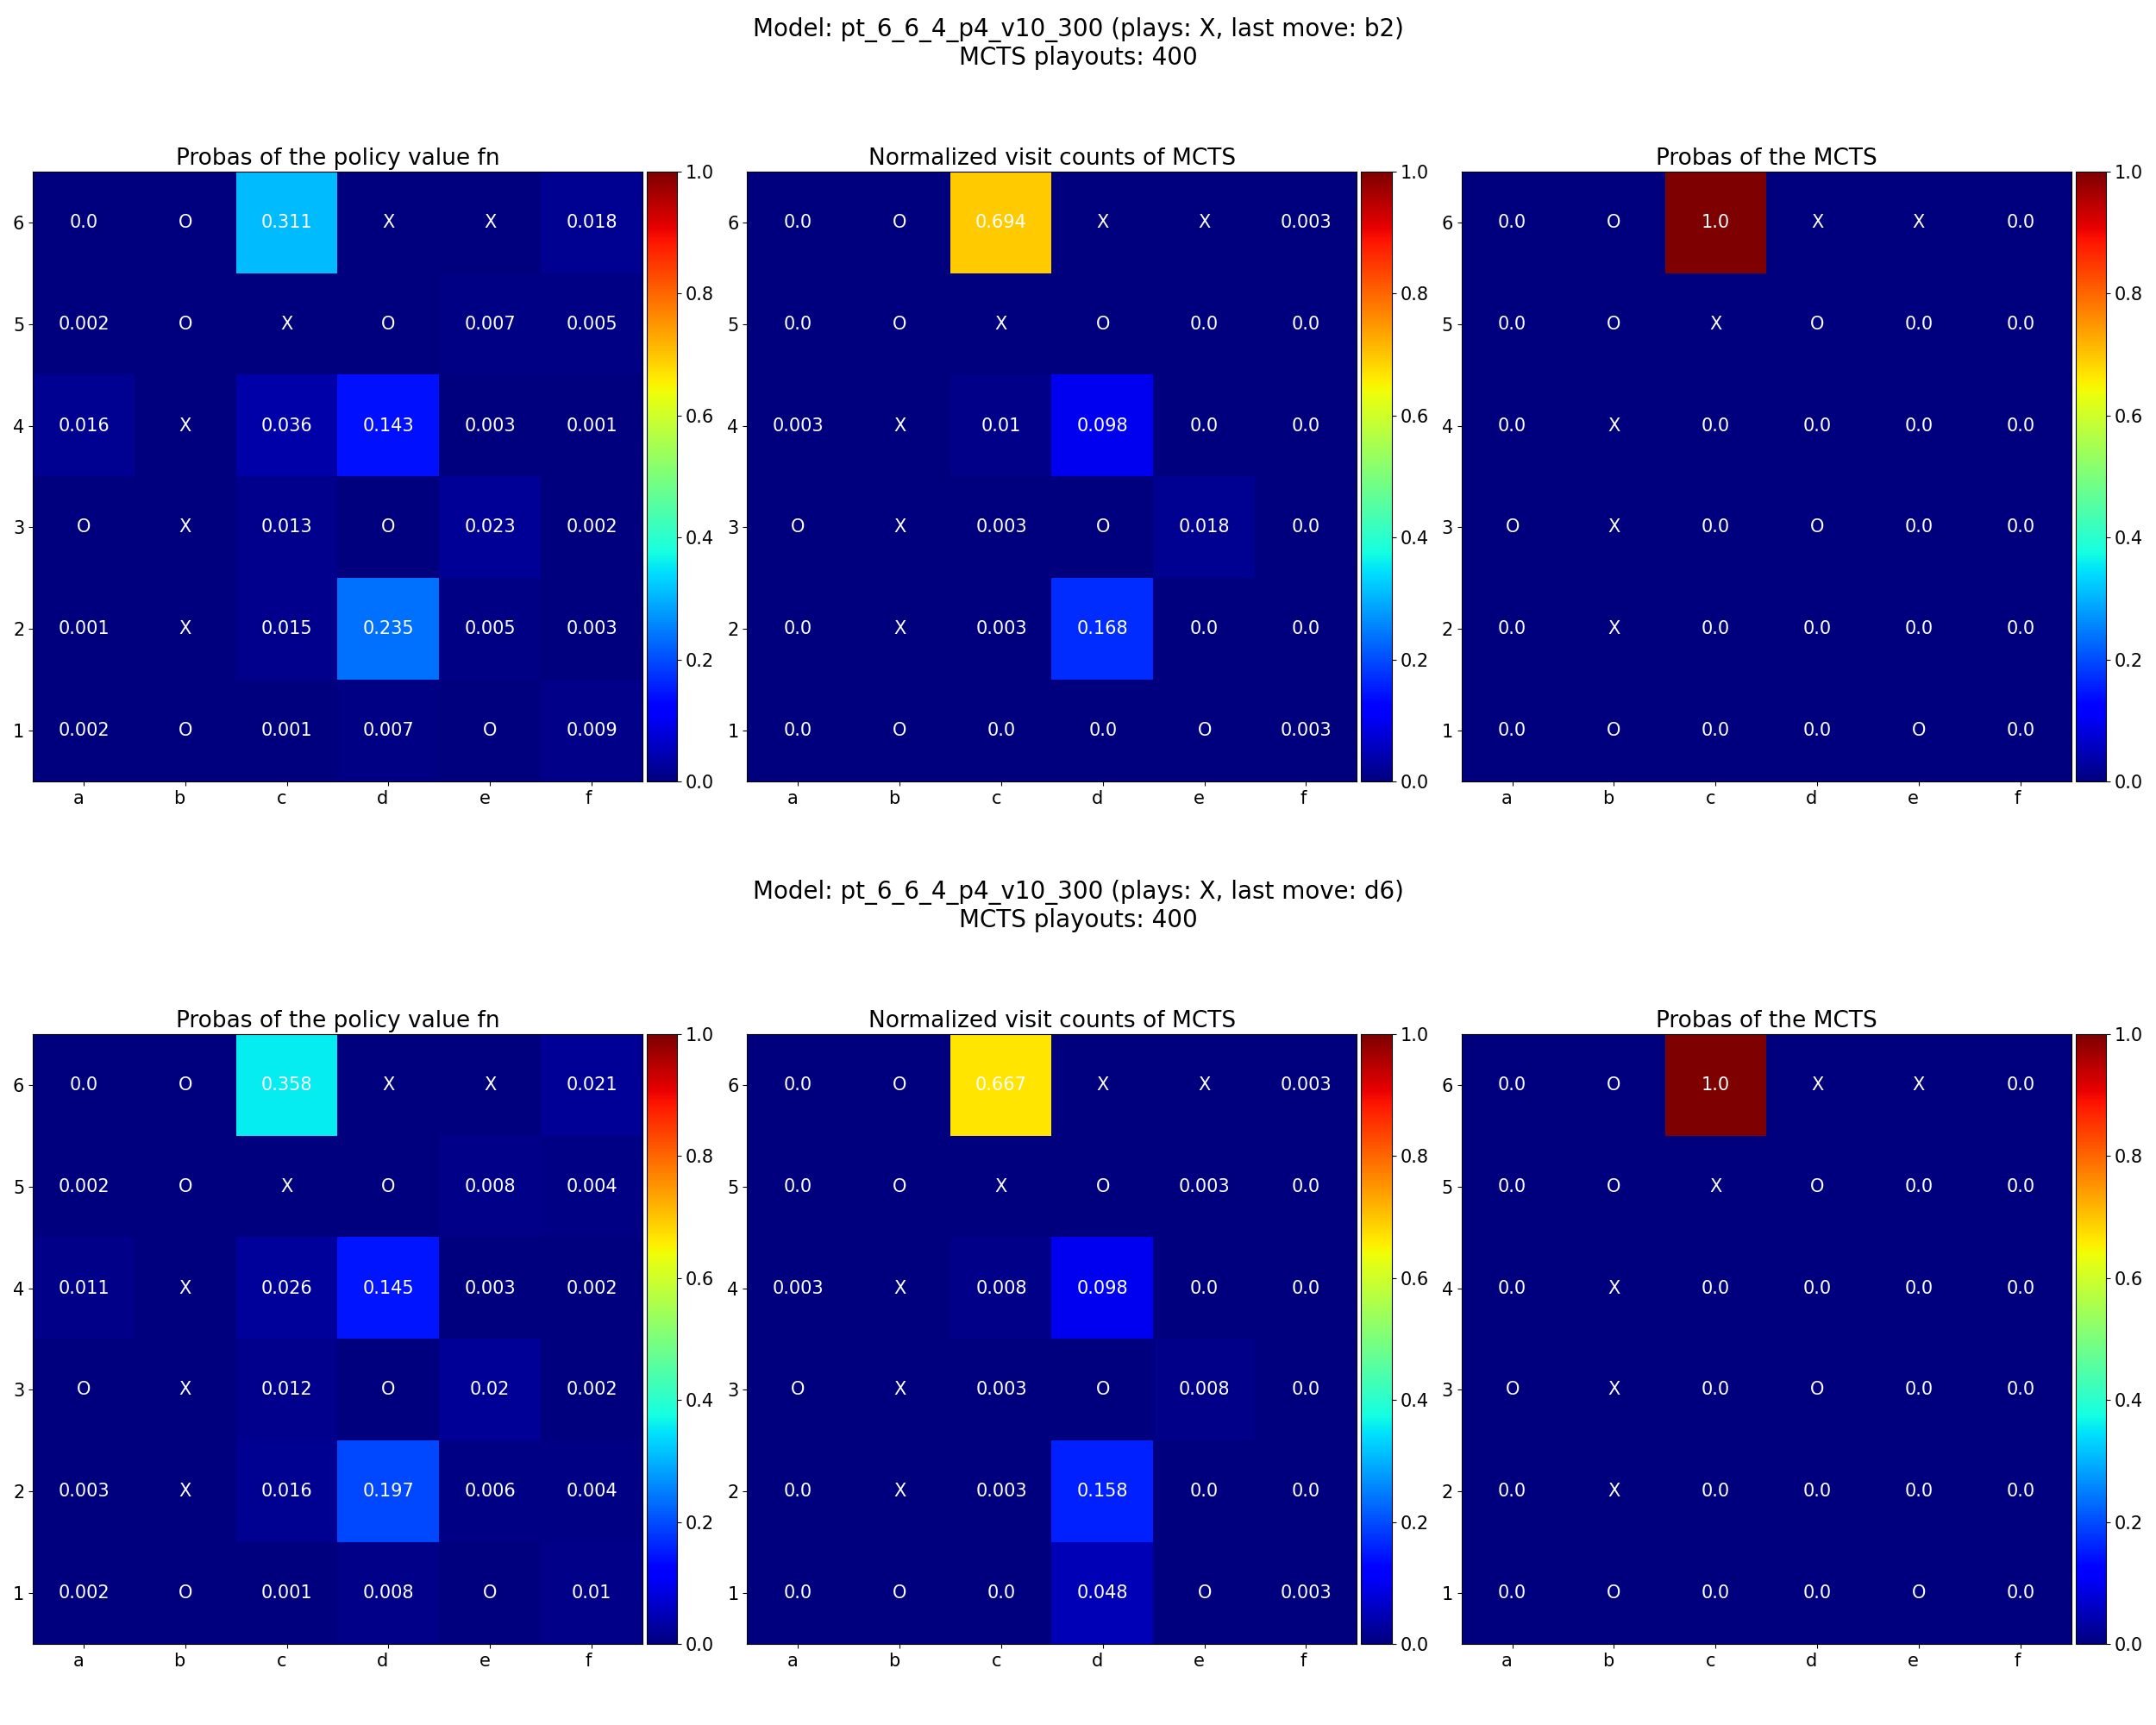 Model: pt_6_6_4_p4_v10_300 (plays: X, last move: b2)
MCTS playouts: 400
Probas of the policy value fn
6 0.0 O 0.311 X X 0.018
5 0.002 O X O 0.007 0.005
4 0.016 X 0.036 0.143 0.003 0.001
3 O X 0.013 O 0.023 0.002
2 0.001 X 0.015 0.235 0.005 0.003
1 0.002 O 0.001 0.007 O 0.009
a b c d e f
1.0
0.8
0.6
0.4
0.2
0.0
Normalized visit counts of MCTS
6 0.0 O 0.694 X X 0.003
5 0.0 O X O 0.0 0.0
4 0.003 X 0.01 0.098 0.0 0.0
3 O X 0.003 O 0.018 0.0
2 0.0 X 0.003 0.168 0.0 0.0
1 0.0 O 0.0 0.0 O 0.003
a b c d e f
1.0
0.8
0.6
0.4
0.2
0.0
Probas of the MCTS
6 0.0 O 1.0 X X 0.0
5 0.0 O X O 0.0 0.0
4 0.0 X 0.0 0.0 0.0 0.0
3 O X 0.0 O 0.0 0.0
2 0.0 X 0.0 0.0 0.0 0.0
1 0.0 O 0.0 0.0 O 0.0
a b c d e f
1.0
0.8
0.6
0.4
0.2
0.0
Model: pt_6_6_4_p4_v10_300 (plays: X, last move: d6)
MCTS playouts: 400
Probas of the policy value fn
6 0.0 O 0.358 X X 0.021
5 0.002 O X O 0.008 0.004
4 0.011 X 0.026 0.145 0.003 0.002
3 O X 0.012 O 0.02 0.002
2 0.003 X 0.016 0.197 0.006 0.004
1 0.002 O 0.001 0.008 O 0.01
a b c d e f
1.0
0.8
0.6
0.4
0.2
0.0
Normalized visit counts of MCTS
6 0.0 O 0.667 X X 0.003
5 0.0 O X O 0.003 0.0
4 0.003 X 0.008 0.098 0.0 0.0
3 O X 0.003 O 0.008 0.0
2 0.0 X 0.003 0.158 0.0 0.0
1 0.0 O 0.0 0.048 O 0.003
a b c d e f
1.0
0.8
0.6
0.4
0.2
0.0
Probas of the MCTS
6 0.0 O 1.0 X X 0.0
5 0.0 O X O 0.0 0.0
4 0.0 X 0.0 0.0 0.0 0.0
3 O X 0.0 O 0.0 0.0
2 0.0 X 0.0 0.0 0.0 0.0
1 0.0 O 0.0 0.0 O 0.0
a b c d e f
1.0
0.8
0.6
0.4
0.2
0.0